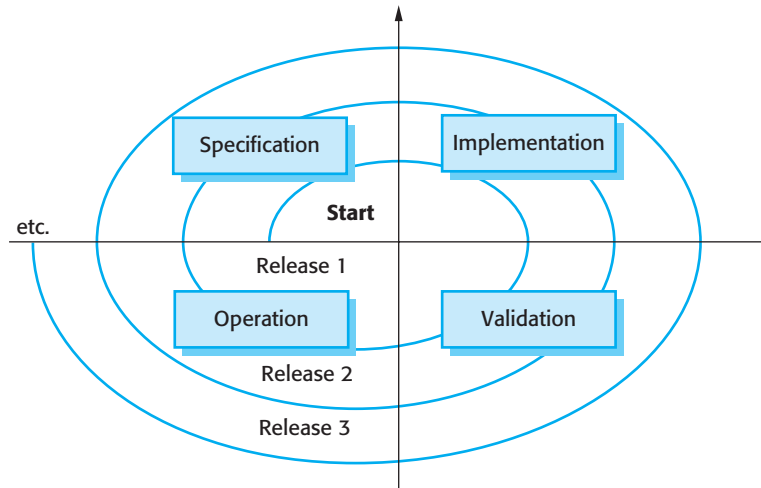 Specification
Implementation
Start
etc.
Release 1
Operation
Validation
Release 2
Release 3